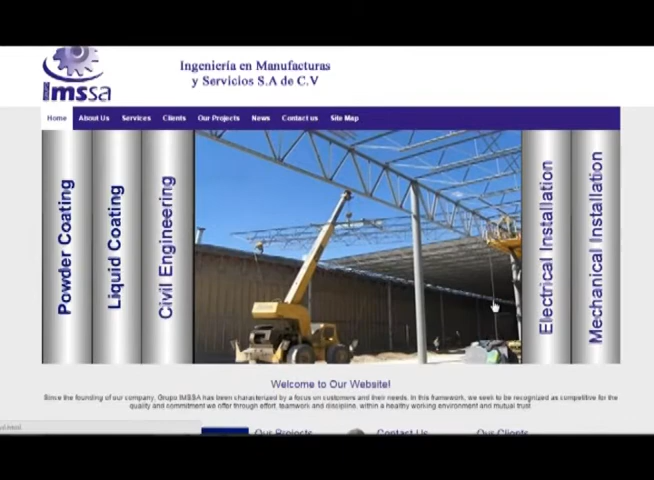 imssa
Ingeniería en Manufacturas
y Servicios S.A de C.V
Home About Us Services Clients Our Projects News Contact us Site Map
Powder Coating
Liquid Coating
Civil Engineering
Electrical Installation
Mechanical Installation
Welcome to Our Website!
Since the founding of our company, Grupo IMSSA has been characterized by a focus on customers and their needs. In this framework, we seek to be recognized as competitive for the
quality and commitment we offer through effort, teamwork and discipline, within a healthy working environment and mutual trust
Our Projects Contact Us Our Clients